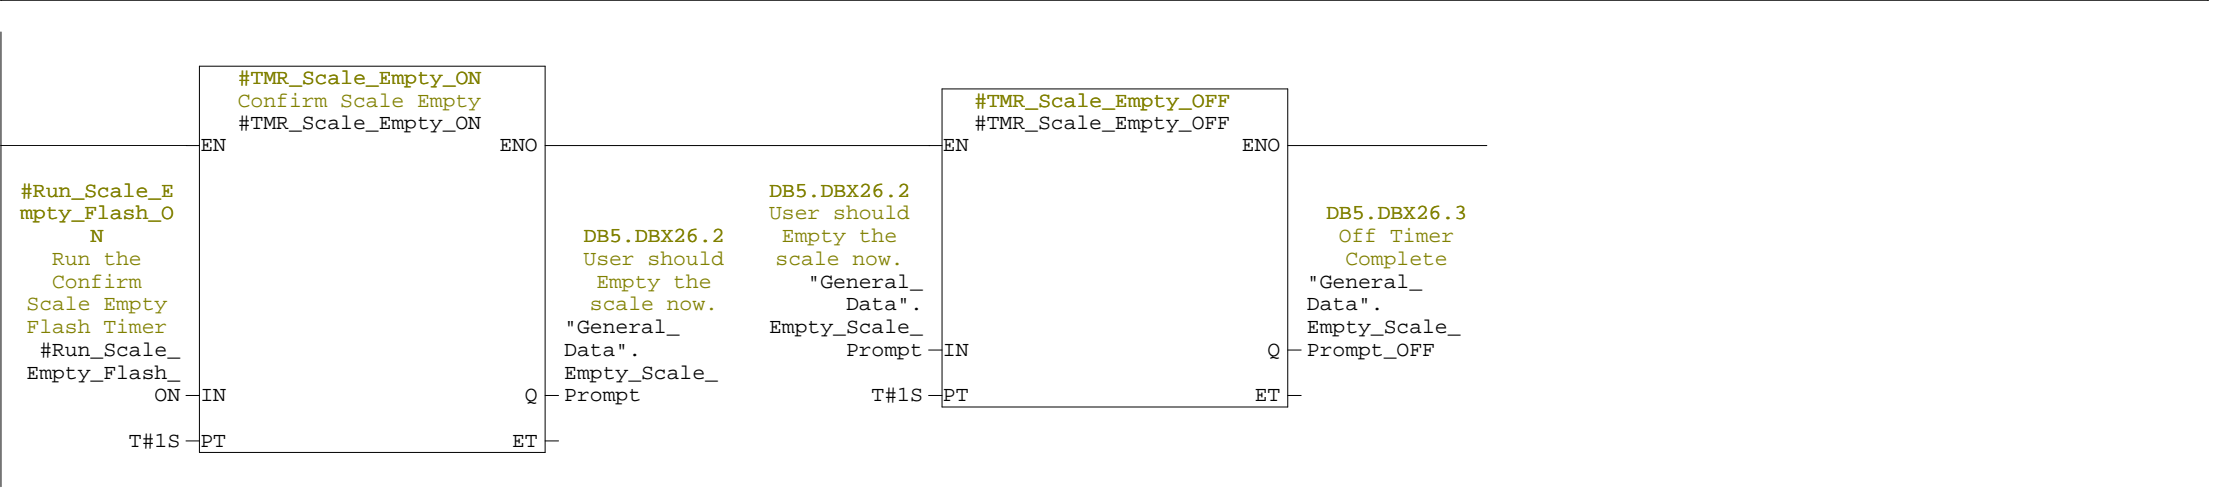 #TMR_Scale_Empty_ON
Confirm Scale Empty
#TMR_Scale_Empty_ON
EN
ENO
#Run_Scale_E
mpty_Flash_O
N
Run the
Confirm
Scale Empty
Flash Timer
#Run_Scale_
Empty_Flash_
ON
IN
T#1S
PT
DB5.DBX26.2
User should
Empty the
scale now.
"General_
Data".
Empty_Scale_
Prompt
Q
ET
#TMR_Scale_Empty_OFF
#TMR_Scale_Empty_OFF
EN
ENO
DB5.DBX26.2
User should
Empty the
scale now.
"General_
Data".
Empty_Scale_
Prompt
IN
T#1S
PT
DB5.DBX26.3
Off Timer
Complete
"General_
Data".
Empty_Scale_
Prompt_OFF
Q
ET